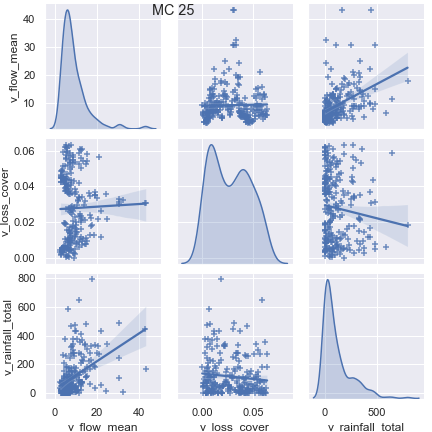 MC 25
40
30
20
10
v_flow_mean
0.06
0.04
0.02
0.00
v_loss_cover
800
600
400
200
0
v_rainfall_total
0 20 40
0.00 0.05
0 500
v_flow_mean v_loss_cover v_rainfall_total